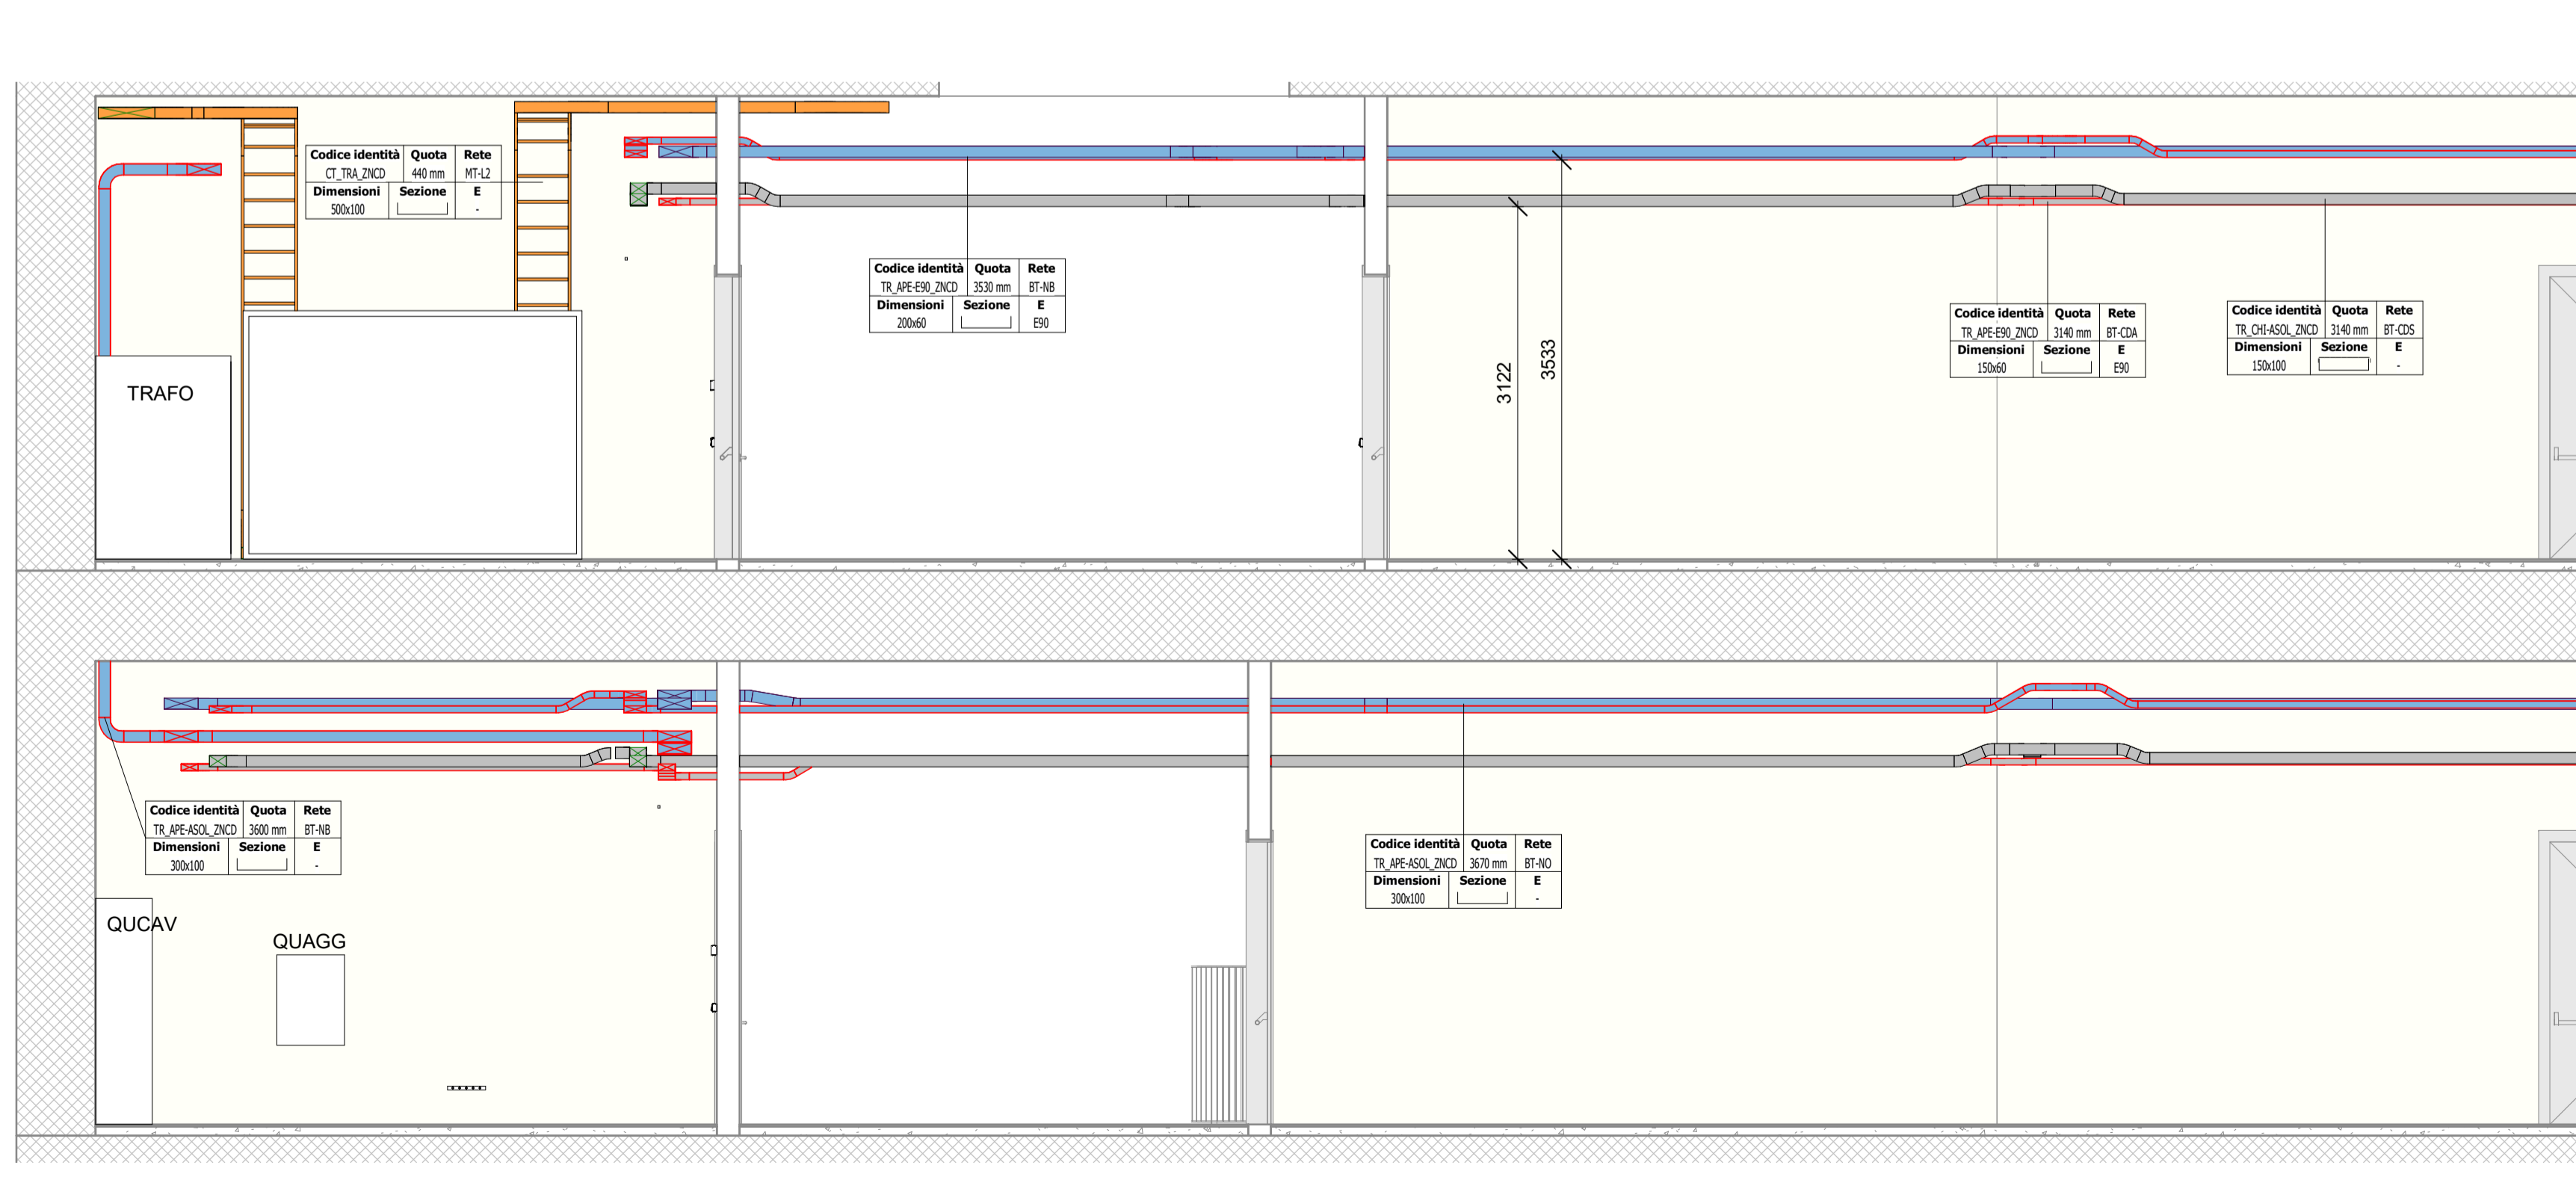 Codice identità Quota Rete
CT_TRA_ZNCD 440 mm MT-L2
Dimensioni Sezione E
500x100 -
Codice identità Quota Rete
TR_APE-E90_ZNCD 3530 mm BT-NB
Dimensioni Sezione E
200x60 E90
Codice identità Quota Rete
TR_APE-E90_ZNCD 3140 mm BT-CDA
Dimensioni Sezione E
150x60 E90
Codice identità Quota Rete
TR_CHI-ASOL_ZNCD 3140 mm BT-CDS
Dimensioni Sezione E
150x100 -
TRAFO
3122
3533
Codice identità Quota Rete
TR_APE-ASOL_ZNCD 3600 mm BT-NB
Dimensioni Sezione E
300x100 -
Codice identità Quota Rete
TR_APE-ASOL_ZNCD 3670 mm BT-NO
Dimensioni Sezione E
300x100 -
QUCAV
QUAGG